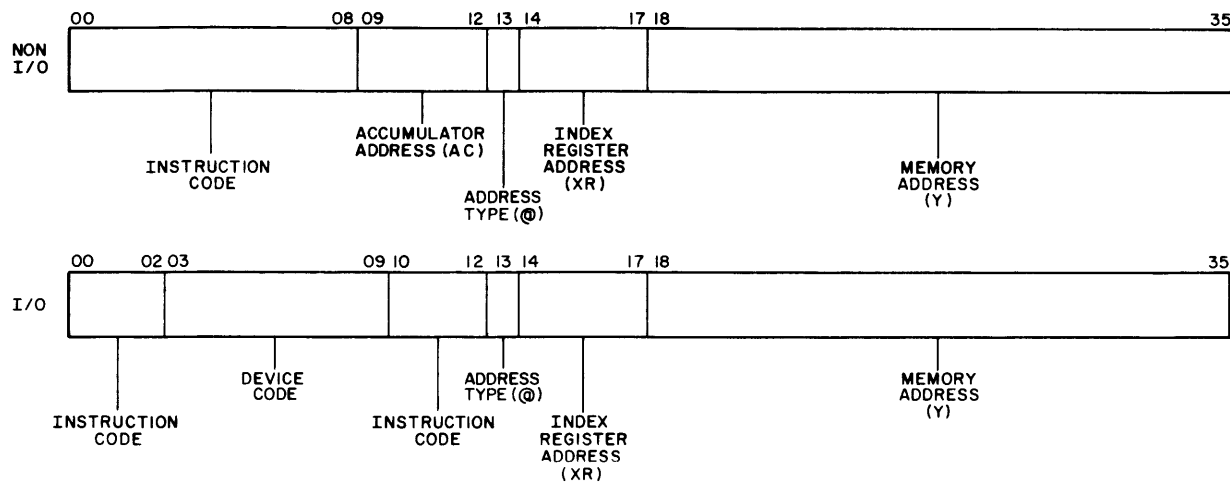 00 08 09 12 13 14 17 18 35
NON
I/O
INSTRUCTION
CODE
ACCUMULATOR
ADDRESS (AC)
ADDRESS
TYPE (@)
INDEX
REGISTER
ADDRESS
(XR)
MEMORY
ADDRESS
(Y)
00 02 03 09 10 12 13 14 17 18 35
I/O
INSTRUCTION
CODE
DEVICE
CODE
INSTRUCTION
CODE
ADDRESS
TYPE (@)
INDEX
REGISTER
ADDRESS
(XR)
MEMORY
ADDRESS
(Y)